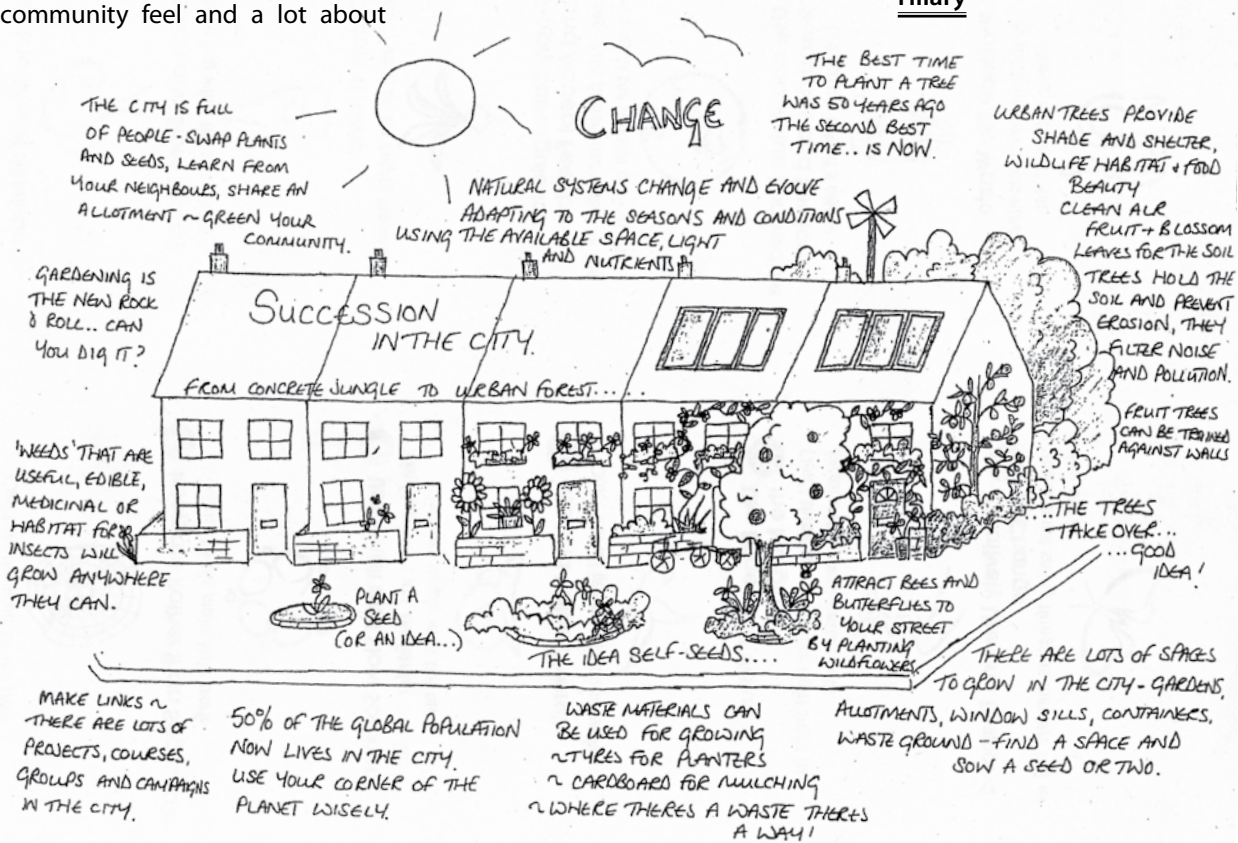 community feel and a lot about
Hilary
CHANGE
THE CITY IS FULL
OF PEOPLE - SWAP PLANTS
AND SEEDS, LEARN FROM
YOUR NEIGHBOURS, SHARE AN
ALLOTMENT ~ GREEN YOUR
COMMUNITY.
NATURAL SYSTEMS CHANGE AND EVOLVE
ADAPTING TO THE SEASONS AND CONDITIONS
USING THE AVAILABLE SPACE, LIGHT
AND NUTRIENTS
THE BEST TIME
TO PLANT A TREE
WAS 50 YEARS AGO
THE SECOND BEST
TIME.. IS NOW.
URBAN TREES PROVIDE
SHADE AND SHELTER,
WILDLIFE HABITAT + FOOD
BEAUTY
CLEAN AIR
FRUIT + BLOSSOM
LEAVES FOR THE SOIL
TREES HOLD THE
SOIL AND PREVENT
EROSION, THEY
FILTER NOISE
AND POLLUTION.
GARDENING IS
THE NEW ROCK
& ROLL.. CAN
YOU DIG IT?
SUCCESSION
IN THE CITY.
FROM CONCRETE JUNGLE TO URBAN FOREST.....
FRUIT TREES
CAN BE TRAINED
AGAINST WALLS
'WEEDS' THAT ARE
USEFUL, EDIBLE,
MEDICINAL OR
HABITAT FOR
INSECTS WILL
GROW ANYWHERE
THEY CAN.
...THE TREES
TAKE OVER...
...GOOD
IDEA!
PLANT A
SEED
(OR AN IDEA...)
THE IDEA SELF-SEEDS....
ATTRACT BEES AND
BUTTERFLIES TO
YOUR STREET
BY PLANTING
WILDFLOWERS
THERE ARE LOTS OF SPACES
TO GROW IN THE CITY - GARDENS,
ALLOTMENTS, WINDOW SILLS, CONTAINERS,
WASTE GROUND - FIND A SPACE AND
SOW A SEED OR TWO.
MAKE LINKS ~
THERE ARE LOTS OF
PROJECTS, COURSES,
GROUPS AND CAMPAIGNS
IN THE CITY.
50% OF THE GLOBAL POPULATION
NOW LIVES IN THE CITY.
USE YOUR CORNER OF THE
PLANET WISELY.
WASTE MATERIALS CAN
BE USED FOR GROWING
~ TYRES FOR PLANTERS
~ CARDBOARD FOR MULCHING
~ WHERE THERES A WASTE THERES
A WAY!